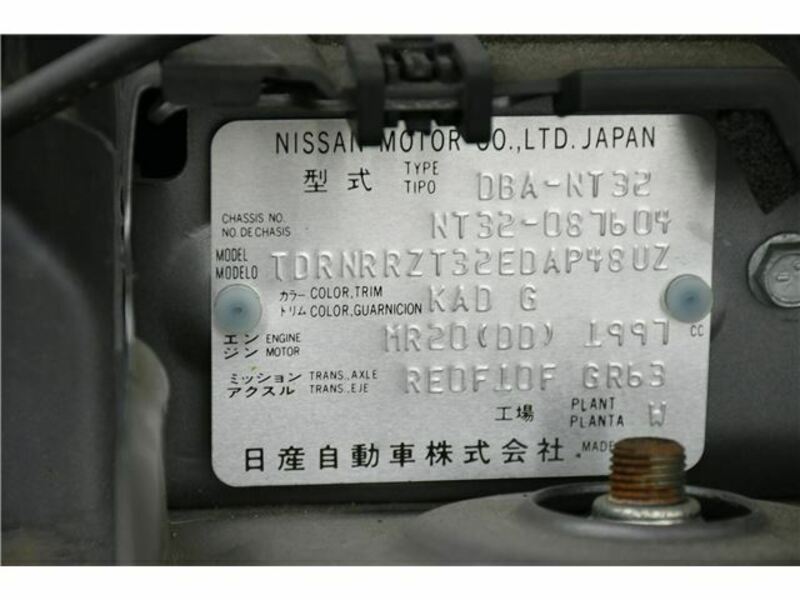 NISSAN MOTOR CO.,LTD. JAPAN
型式 TYPE TIPO DBA-NT32
CHASSIS NO. NO. DE CHASIS NT32-087604
MODEL MODELO TDRNRRZT32EDAP48UZ
カラー COLOR,TRIM トリム COLOR,GUARNICION KAD G
エンジン ENGINE MOTOR MR20(DD) 1997 CC
ミッション TRANS.,AXLE アクスル TRANS.,EJE RE0F10F GR63
工場 PLANT PLANTA W
日産自動車株式会社. MADE